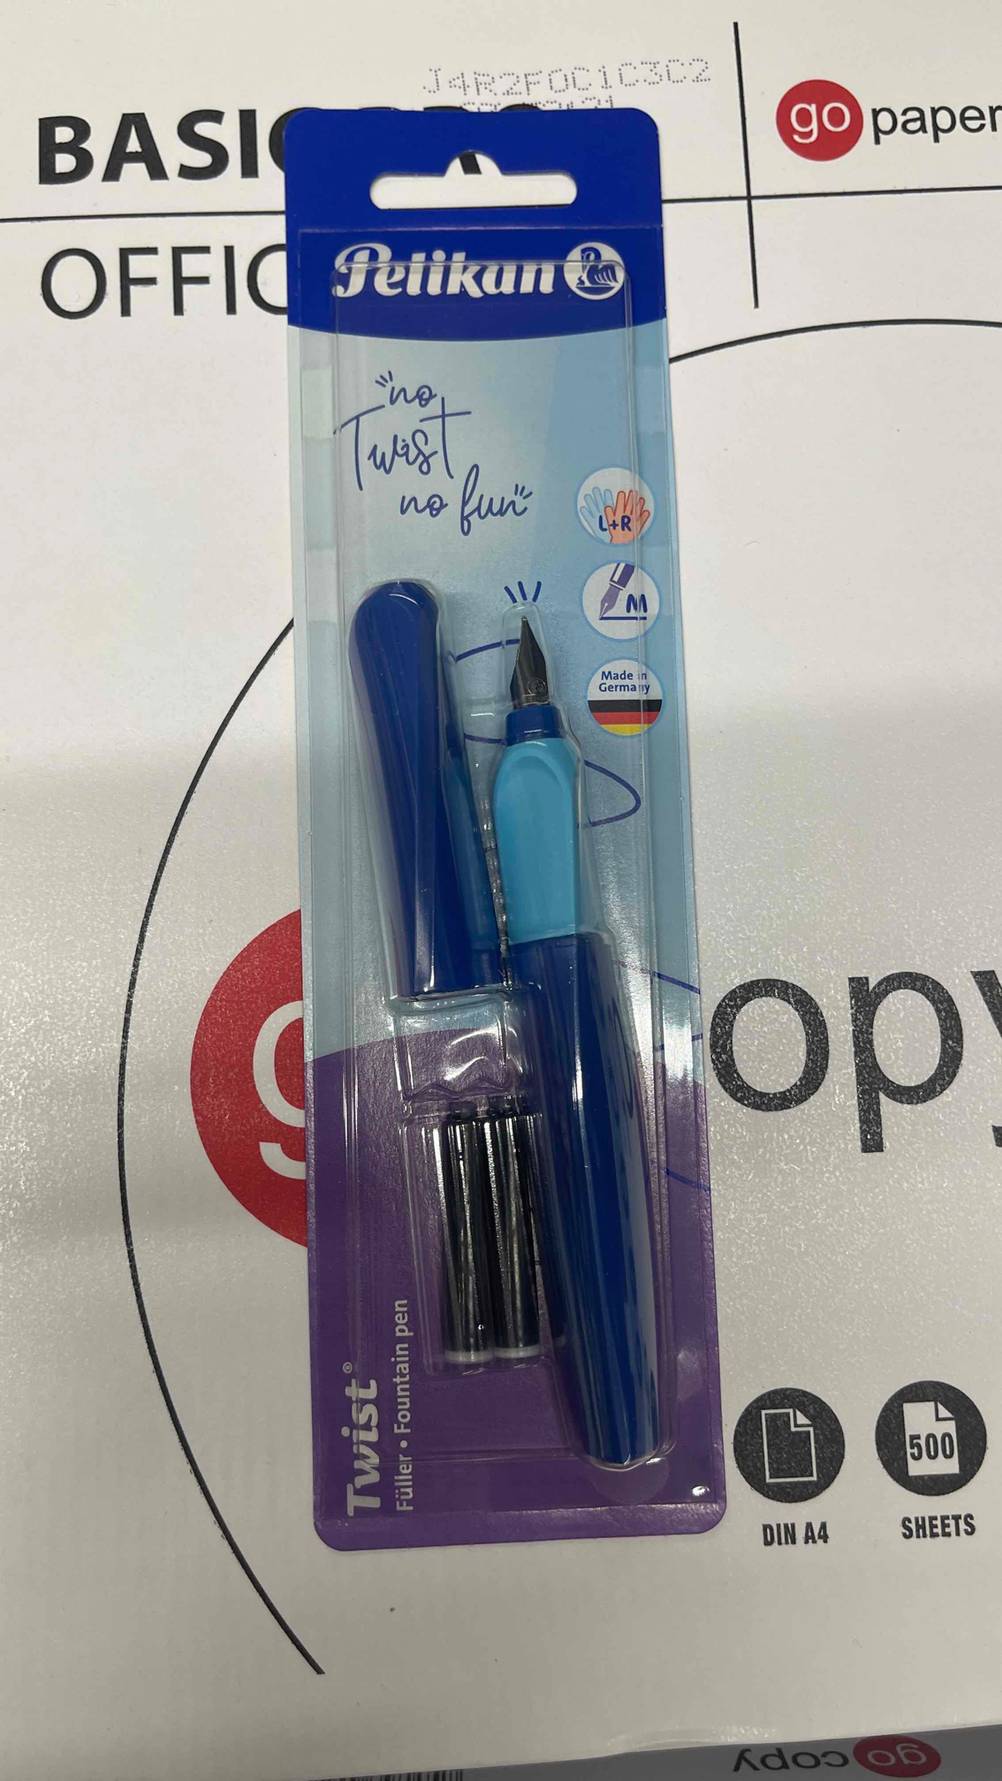 J4R2F0C1C3C2
BASIC
go paper
OFFIC
Pelikan
"no
Twist
no fun"
L+R
M
Made in
Germany
g
opy
Twist®
Füller • Fountain pen
500
DIN A4
SHEETS
go copy